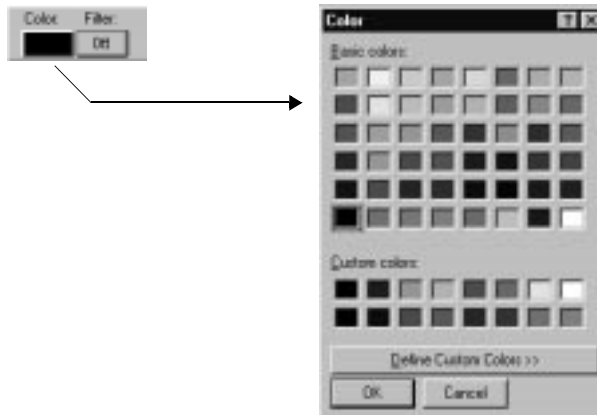 Color: Filter:
Off
Color
Basic colors:
Custom colors:
Define Custom Colors >>
OK Cancel